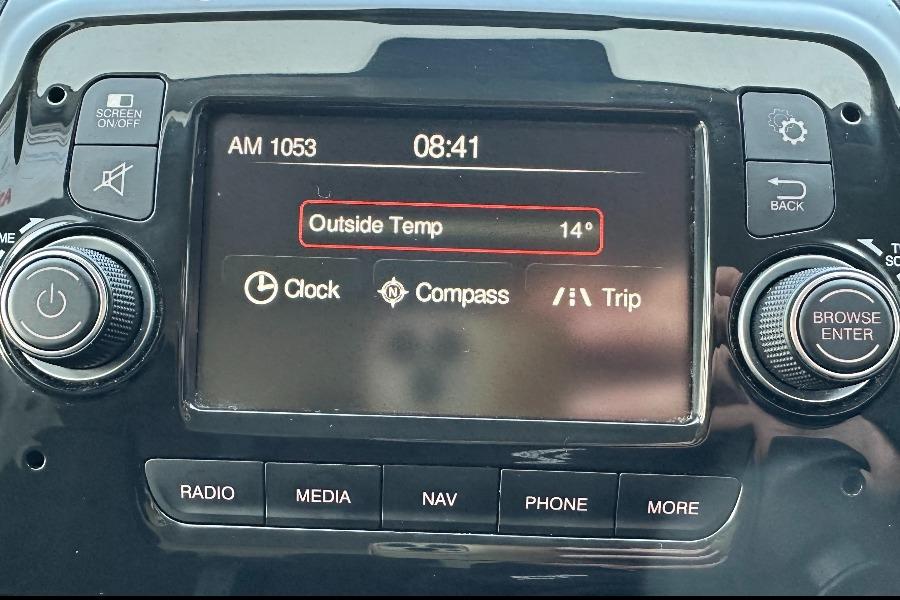 SCREEN
ON/OFF
AM 1053
08:41
BACK
Outside Temp 14°
N
Clock
Compass
Trip
BROWSE
ENTER
RADIO
MEDIA
NAV
PHONE
MORE